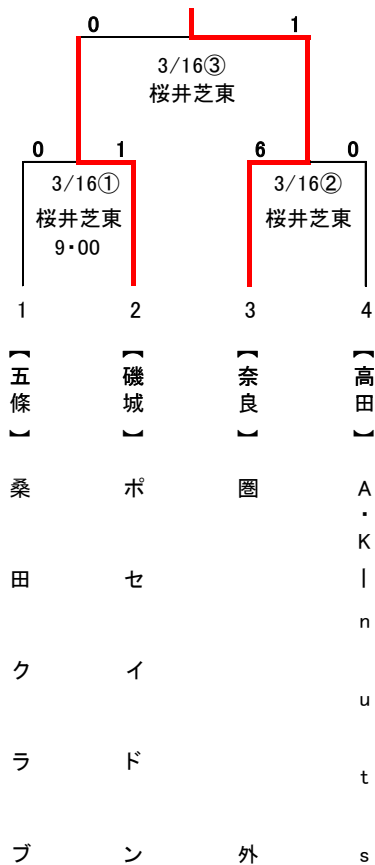 0 1
3/16③
桜井芝東
0 1 6 0
3/16① 3/16②
桜井芝東 桜井芝東
9・00
1 2 3 4
【五條】桑田クラブ
【磯城】ポセイドン
【奈良】圏外
【高田】A・K－nuts